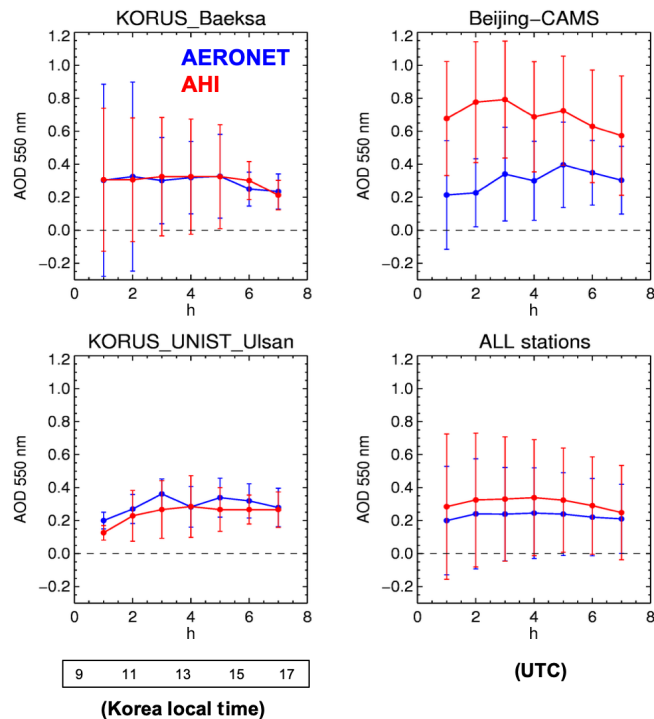 KORUS_Baeksa
AERONET
AHI
AOD 550 nm
1.2
1.0
0.8
0.6
0.4
0.2
0.0
−0.2
0 2 4 6 8
h
Beijing−CAMS
AOD 550 nm
1.2
1.0
0.8
0.6
0.4
0.2
0.0
−0.2
0 2 4 6 8
h
KORUS_UNIST_Ulsan
AOD 550 nm
1.2
1.0
0.8
0.6
0.4
0.2
0.0
−0.2
0 2 4 6 8
h
ALL stations
AOD 550 nm
1.2
1.0
0.8
0.6
0.4
0.2
0.0
−0.2
0 2 4 6 8
h
9 11 13 15 17
(Korea local time)
(UTC)